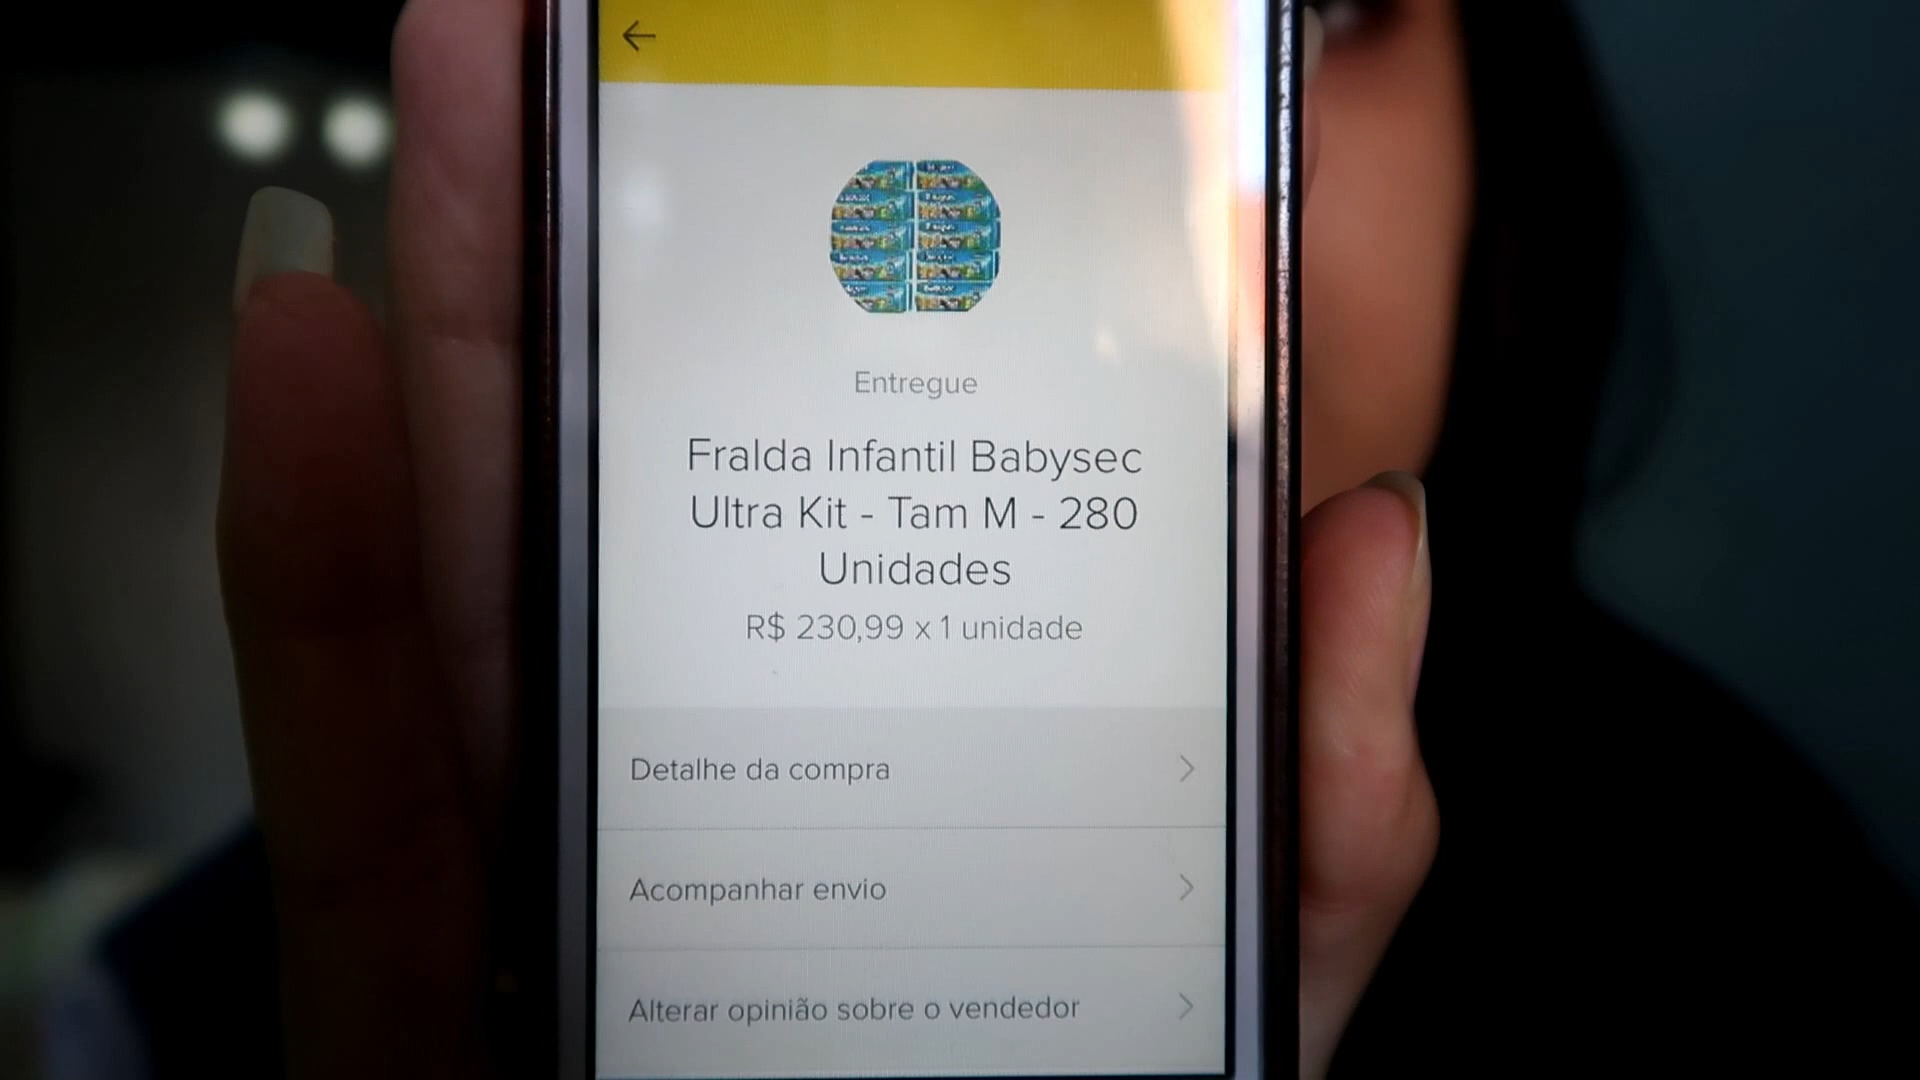 Entregue
Fralda Infantil Babysec
Ultra Kit - Tam M - 280
Unidades
R$ 230,99 x 1 unidade
Detalhe da compra
Acompanhar envio
Alterar opinião sobre o vendedor